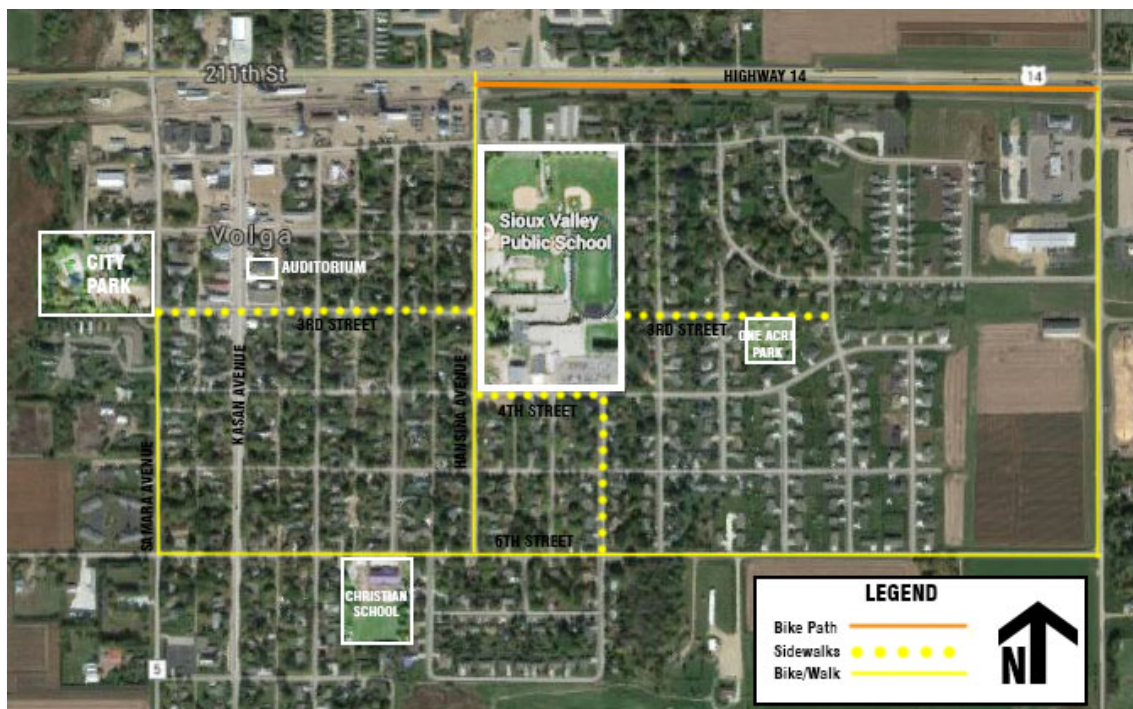 211th St
HIGHWAY 14
14
Sioux Valley
Public School
Volga
CITY
PARK
AUDITORIUM
3RD STREET
3RD STREET
ONE ACRE
PARK
KASAN AVENUE
HANSINA AVENUE
4TH STREET
SAMARA AVENUE
6TH STREET
CHRISTIAN
SCHOOL
5
LEGEND
Bike Path
Sidewalks
Bike/Walk
N